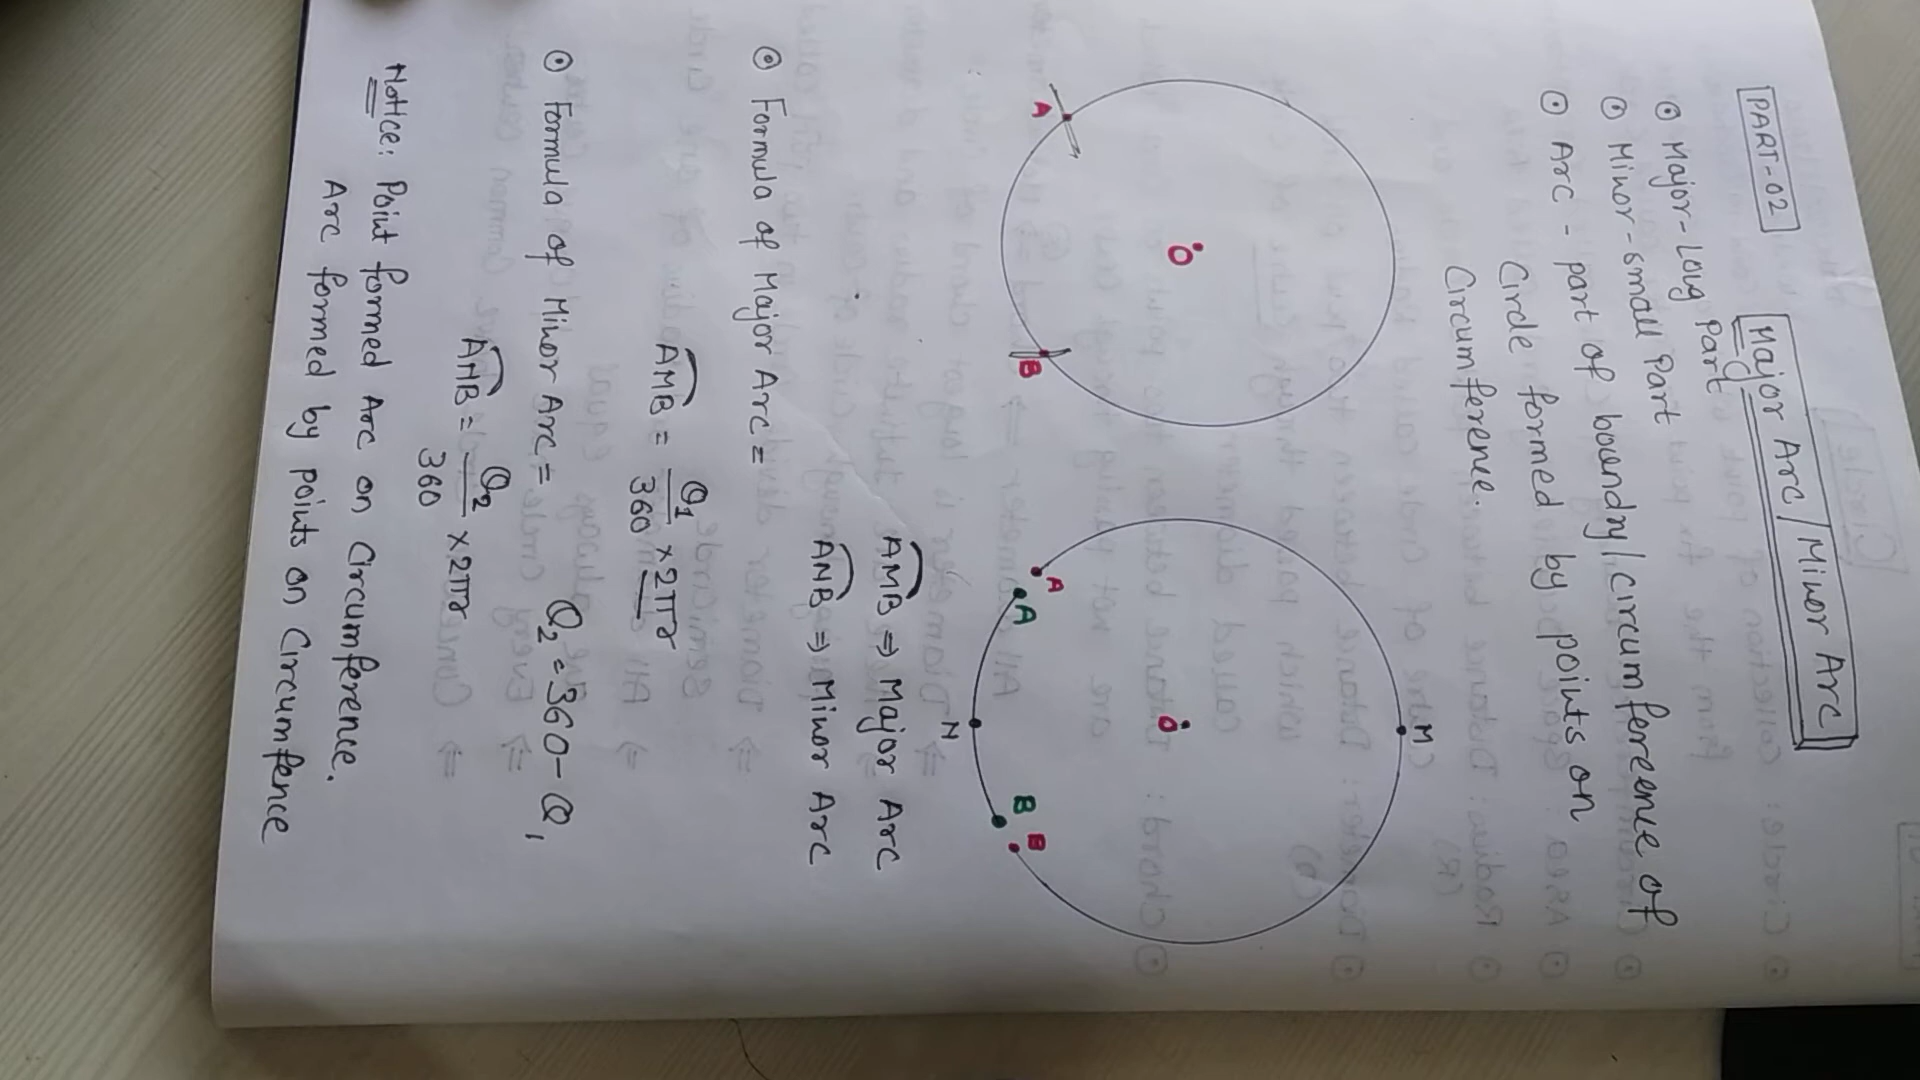 PART-02
Major Arc/Minor Arc
⊙ Major-Long Part
⊙ Minor-small Part
⊙ Arc - part of boundry/circumfereence of
Circle formed by points on
Circumference.
O
A
B
M
O
A
A
B
B
N
AMB ⇒ Major Arc
ANB ⇒ Minor Arc
⊙ Formula of Major Arc =
AMB = Θ1/360 × 2πr
⊙ Formula of Minor Arc = Θ2 = 360 - Θ1
ANB = Θ2/360 × 2πr
Notice: Point formed Arc on Circumference.
Arc formed by points on Circumfence